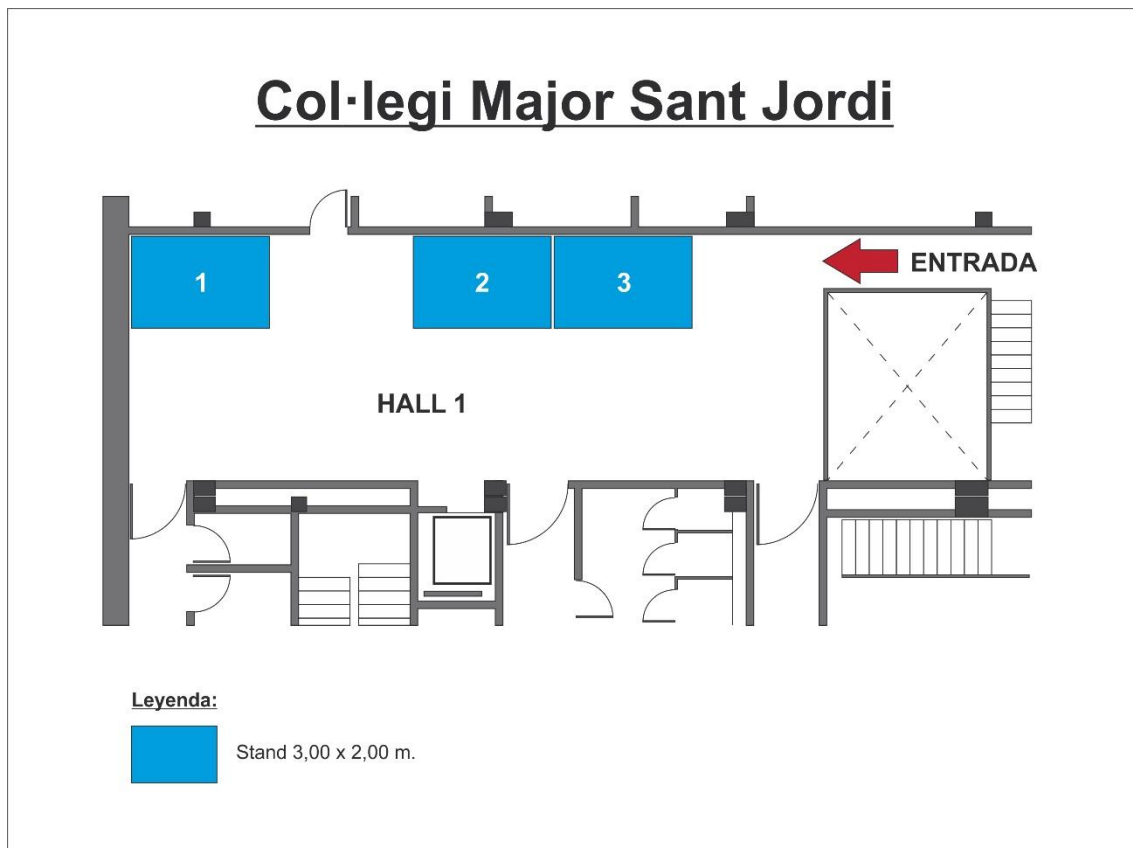 Col·legi Major Sant Jordi
ENTRADA
1
2
3
HALL 1
Leyenda:
Stand 3,00 x 2,00 m.